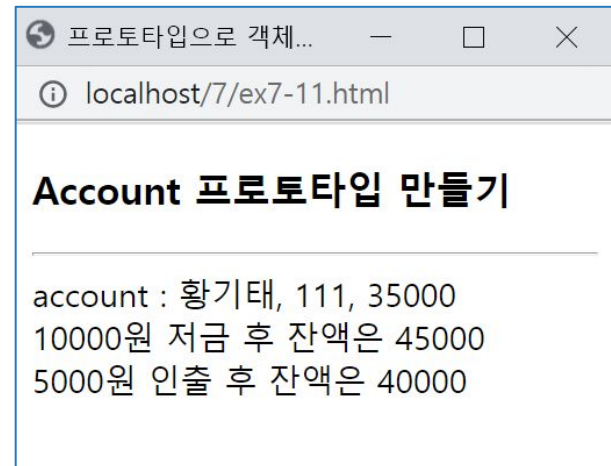 프로토타입으로 객체...
localhost/7/ex7-11.html
Account 프로토타입 만들기
account : 황기태, 111, 35000
10000원 저금 후 잔액은 45000
5000원 인출 후 잔액은 40000